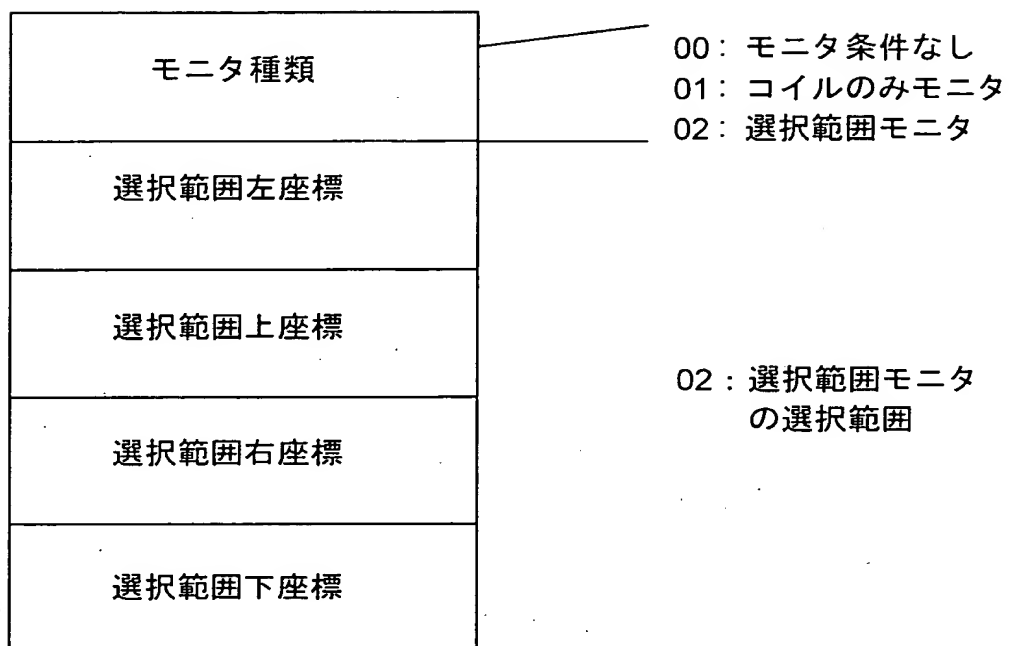 モニタ種類
00：モニタ条件なし
01：コイルのみモニタ
02：選択範囲モニタ
選択範囲左座標
選択範囲上座標
02：選択範囲モニタ
の選択範囲
選択範囲右座標
選択範囲下座標